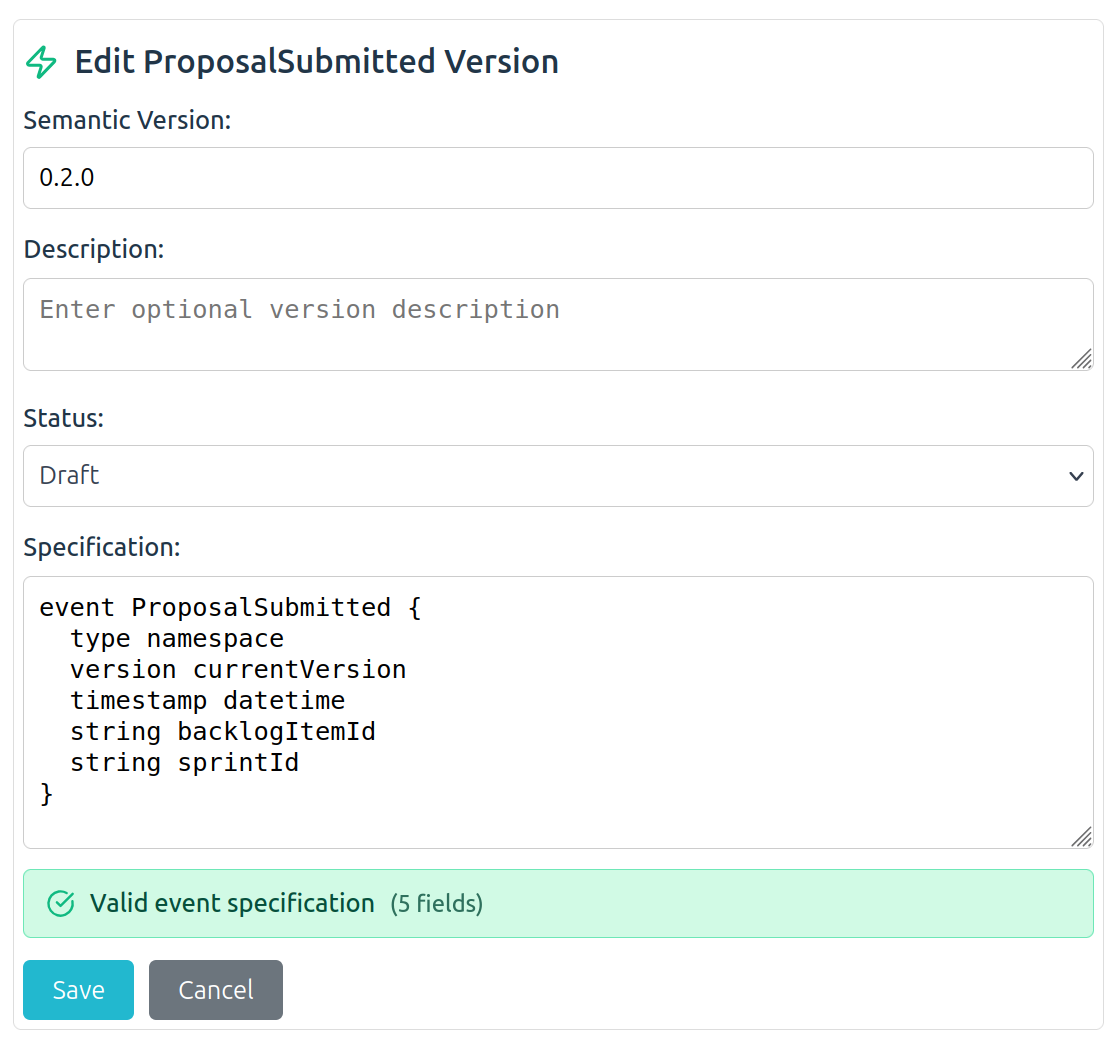 Edit ProposalSubmitted Version
Semantic Version:
0.2.0
Description:
Enter optional version description
Status:
Draft
Specification:
event ProposalSubmitted {
  type namespace
  version currentVersion
  timestamp datetime
  string backlogItemId
  string sprintId
}
Valid event specification (5 fields)
Save Cancel